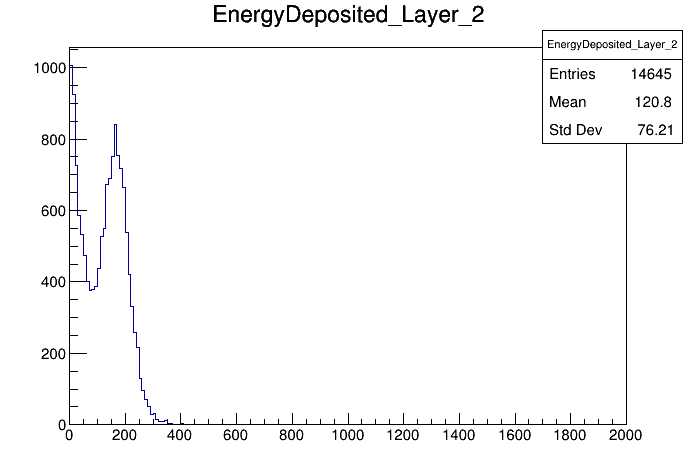 EnergyDeposited_Layer_2
EnergyDeposited_Layer_2
Entries 14645
Mean 120.8
Std Dev 76.21
1000
800
600
400
200
0
0 200 400 600 800 1000 1200 1400 1600 1800 2000